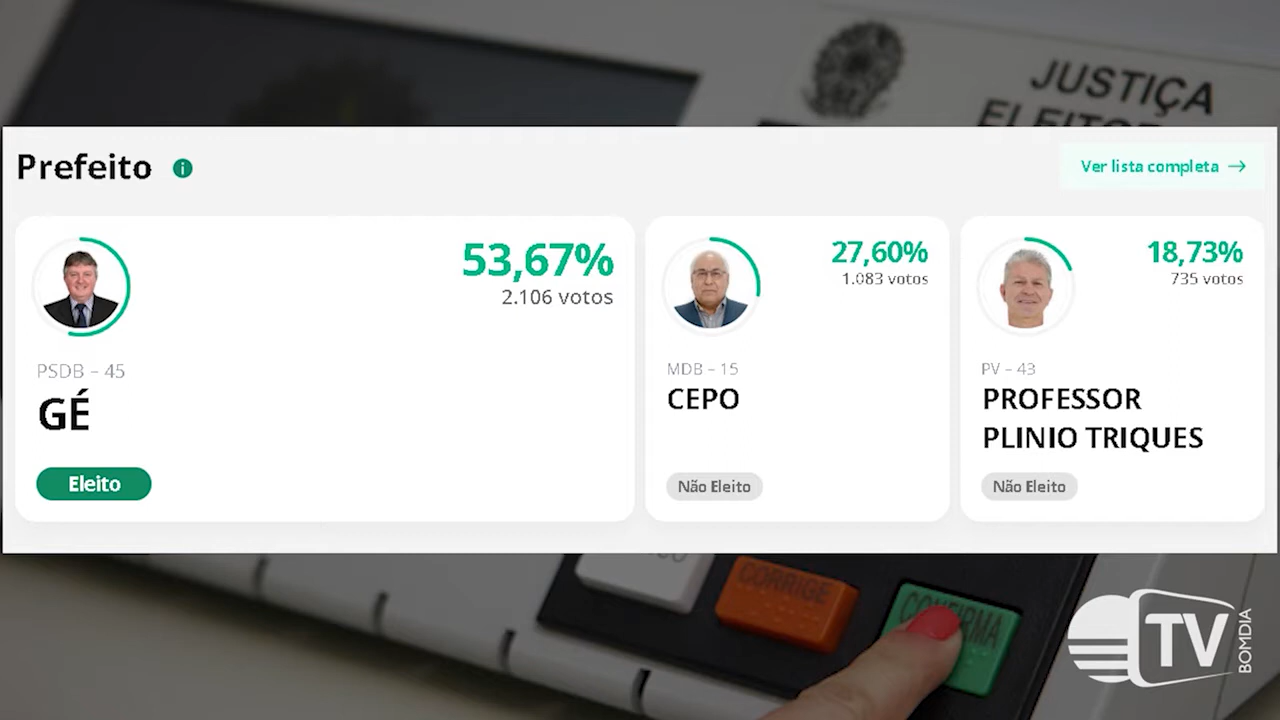 JUSTIÇA
Prefeito
Ver lista completa →
53,67%
2.106 votos
PSDB – 45
GÉ
Eleito
27,60%
1.083 votos
MDB – 15
CEPO
Não Eleito
18,73%
735 votos
PV – 43
PROFESSOR
PLINIO TRIQUES
Não Eleito
CORRIGE
CONFIRMA
TV
BOMDIA